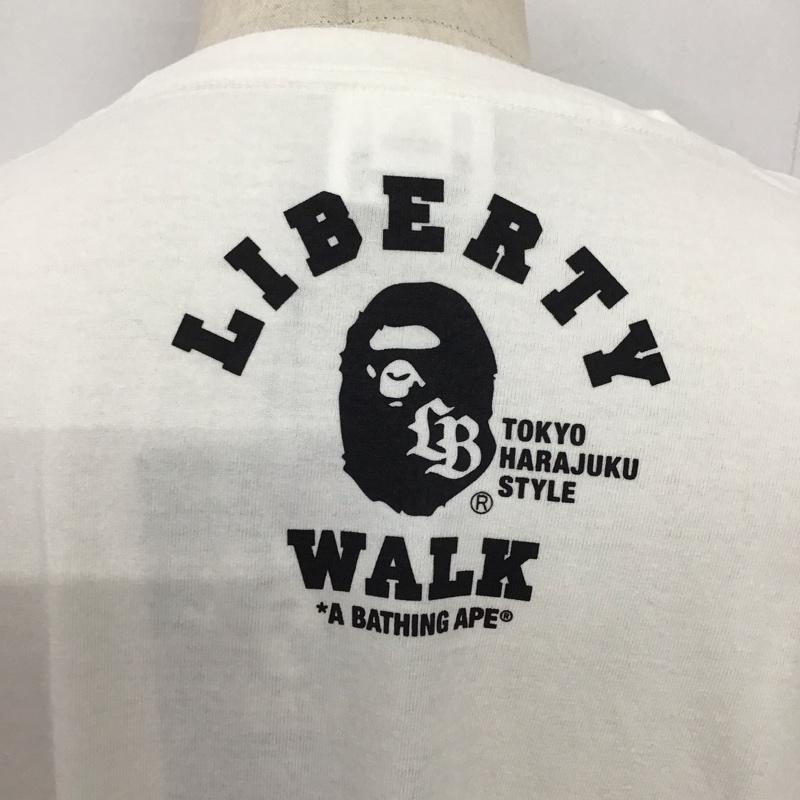 LIBERTY
LB
TOKYO
HARAJUKU
STYLE
®
WALK
*A BATHING APE®